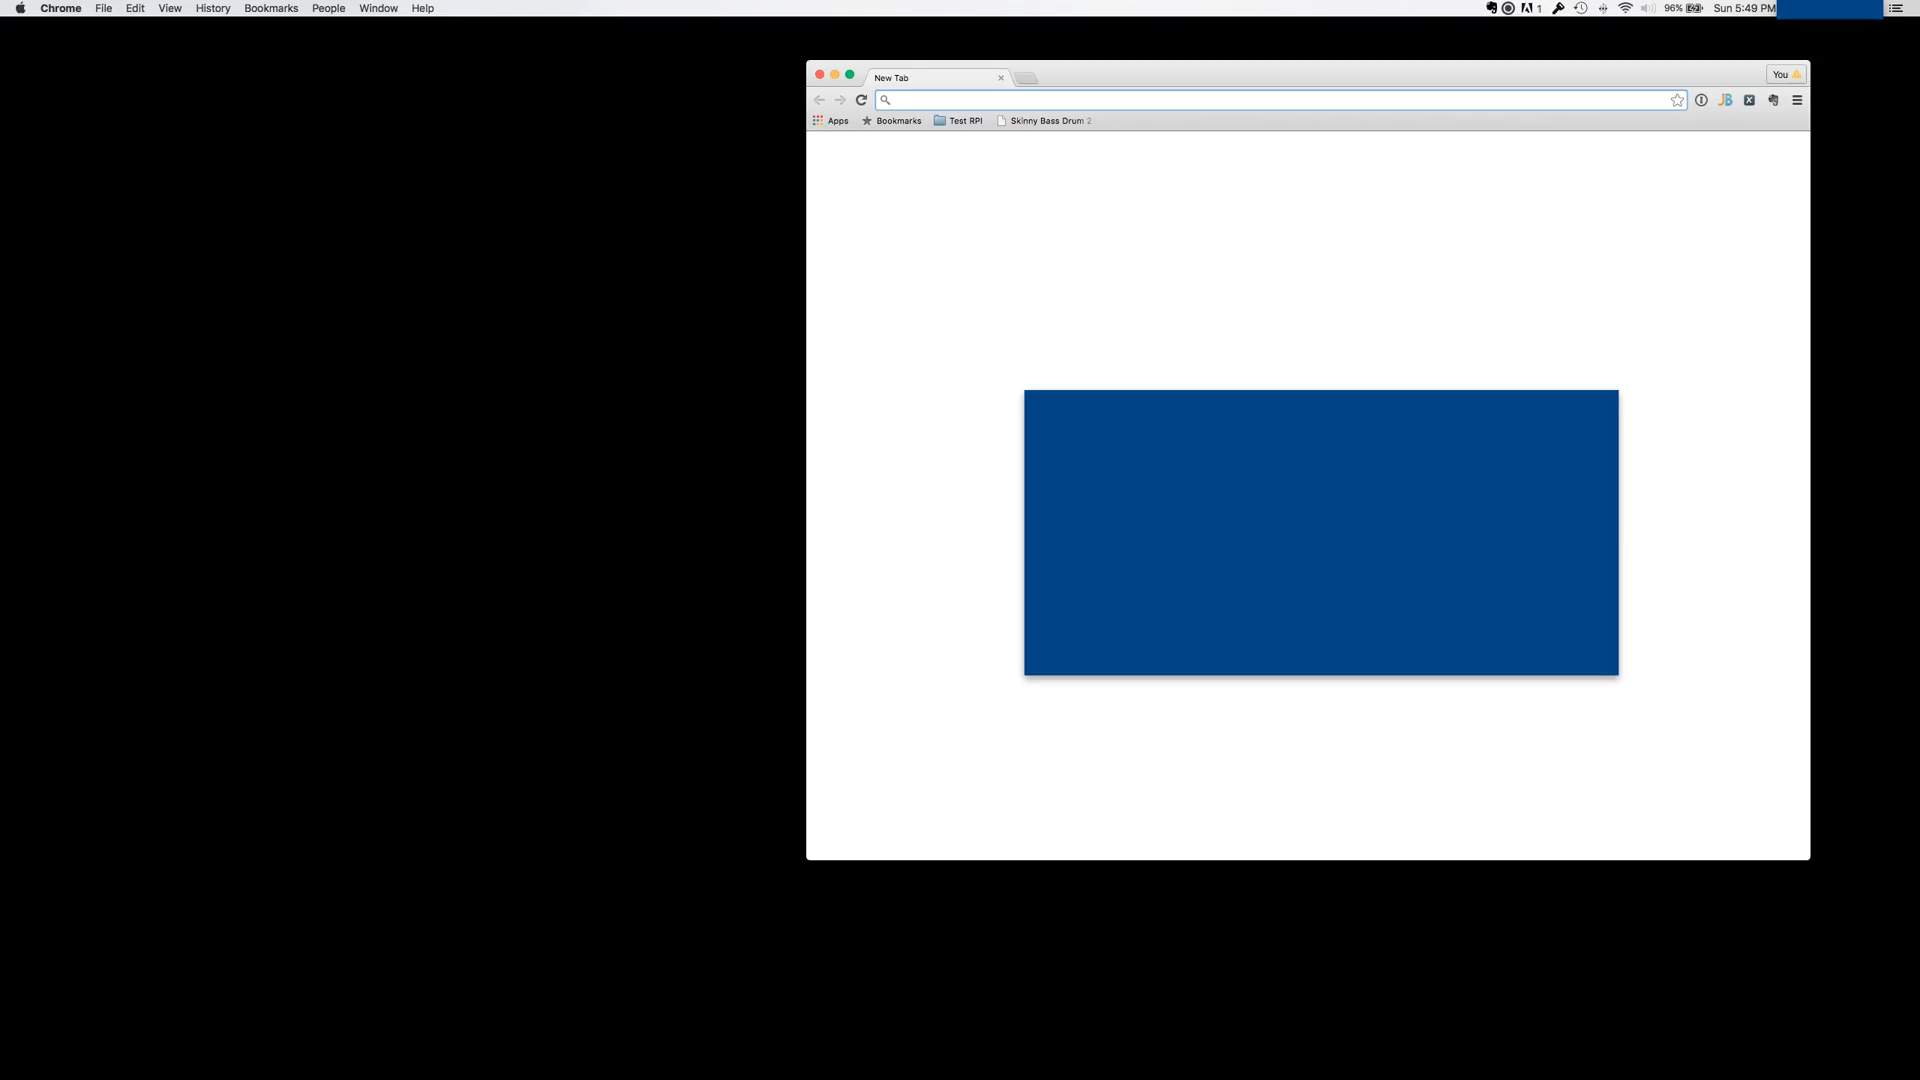 Chrome File Edit View History Bookmarks People Window Help 1 96% Sun 5:49 PM
New Tab You
Apps Bookmarks Test RPI Skinny Bass Drum 2